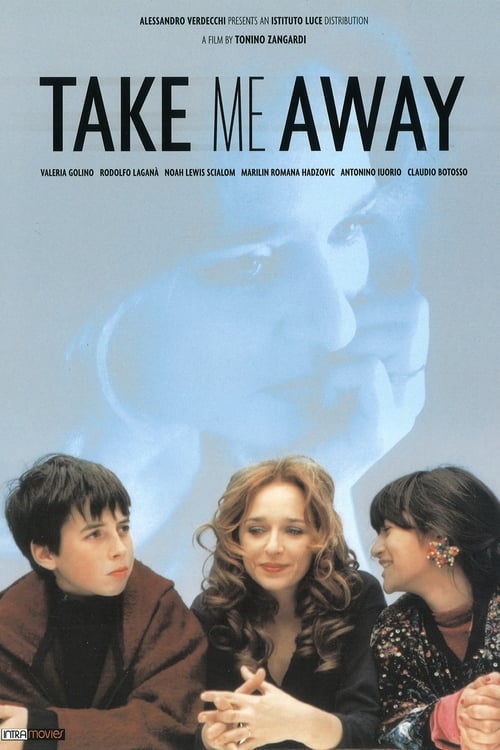 ALESSANDRO VERDECCHI PRESENTS AN ISTITUTO LUCE DISTRIBUTION
A FILM BY TONINO ZANGARDI
TAKE ME AWAY
VALERIA GOLINO RODOLFO LAGANÀ NOAH LEWIS SCIALOM MARILIN ROMANA HADZOVIC ANTONINO IUORIO CLAUDIO BOTOSSO
INTRAMOVIES